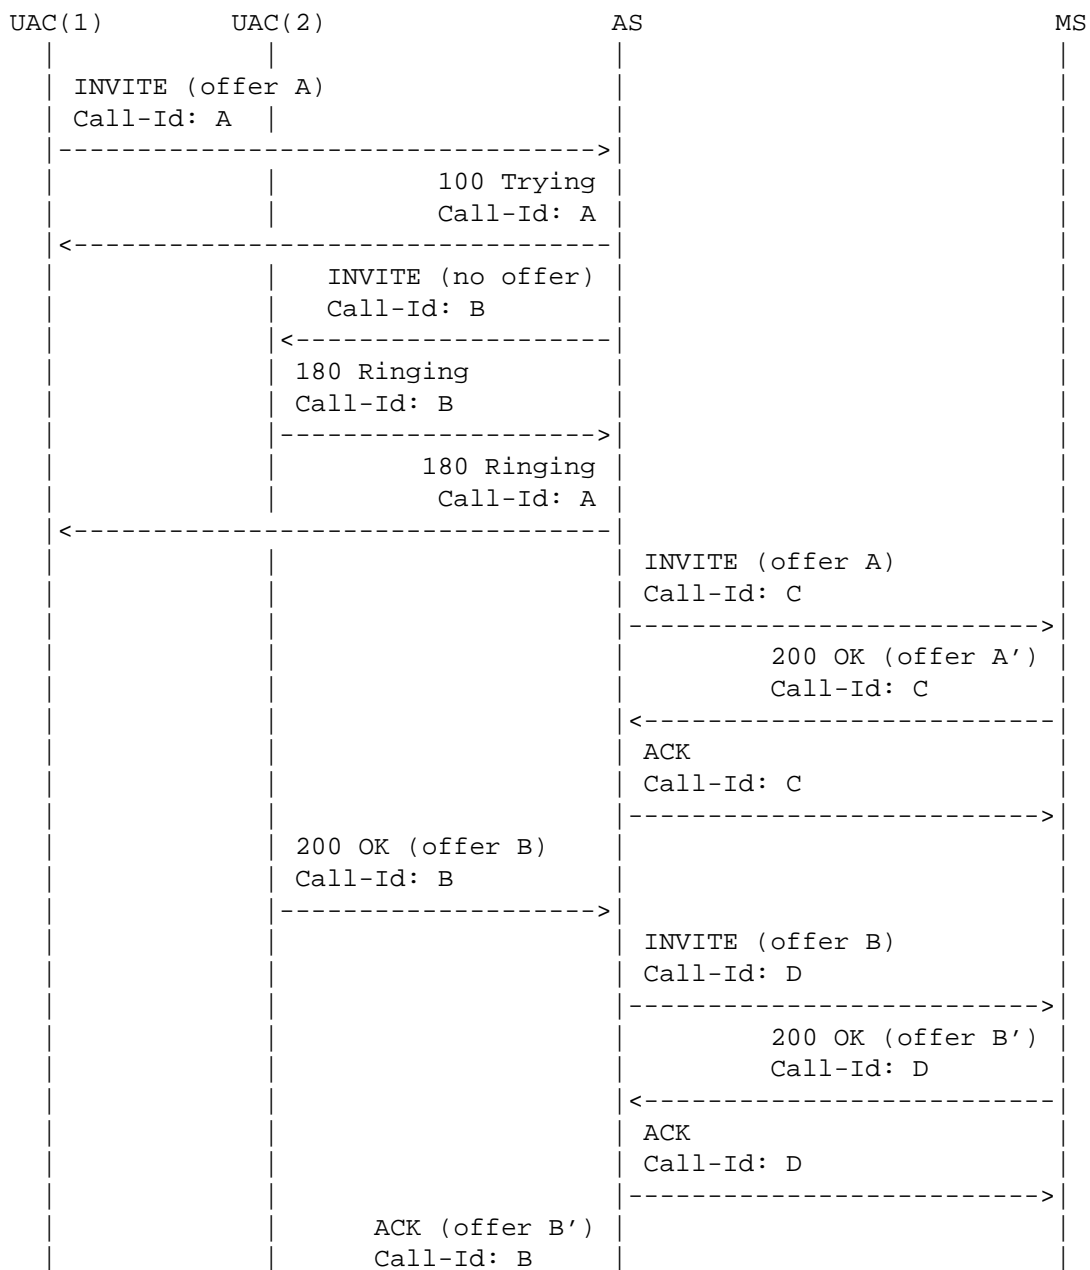 UAC(1) UAC(2) AS MS
INVITE (offer A)
Call-Id: A
100 Trying
Call-Id: A
INVITE (no offer)
Call-Id: B
180 Ringing
Call-Id: B
180 Ringing
Call-Id: A
INVITE (offer A)
Call-Id: C
200 OK (offer A’)
Call-Id: C
ACK
Call-Id: C
200 OK (offer B)
Call-Id: B
INVITE (offer B)
Call-Id: D
200 OK (offer B’)
Call-Id: D
ACK
Call-Id: D
ACK (offer B’)
Call-Id: B